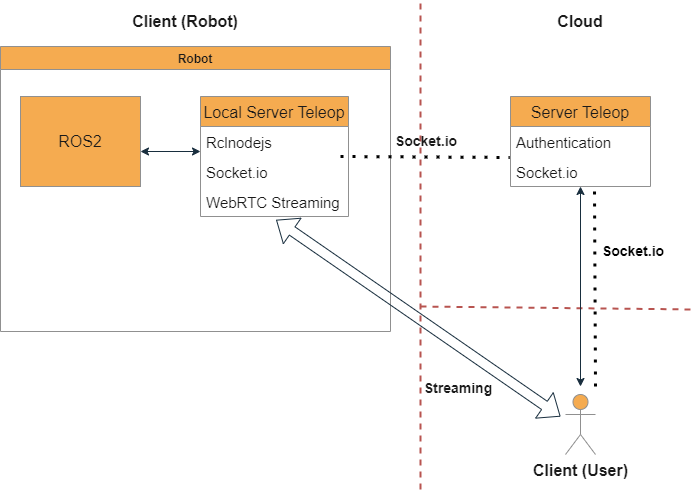 Client (Robot)
Cloud
Robot
ROS2
Local Server Teleop
Rclnodejs
Socket.io
WebRTC Streaming
Socket.io
Server Teleop
Authentication
Socket.io
Socket.io
Streaming
Client (User)